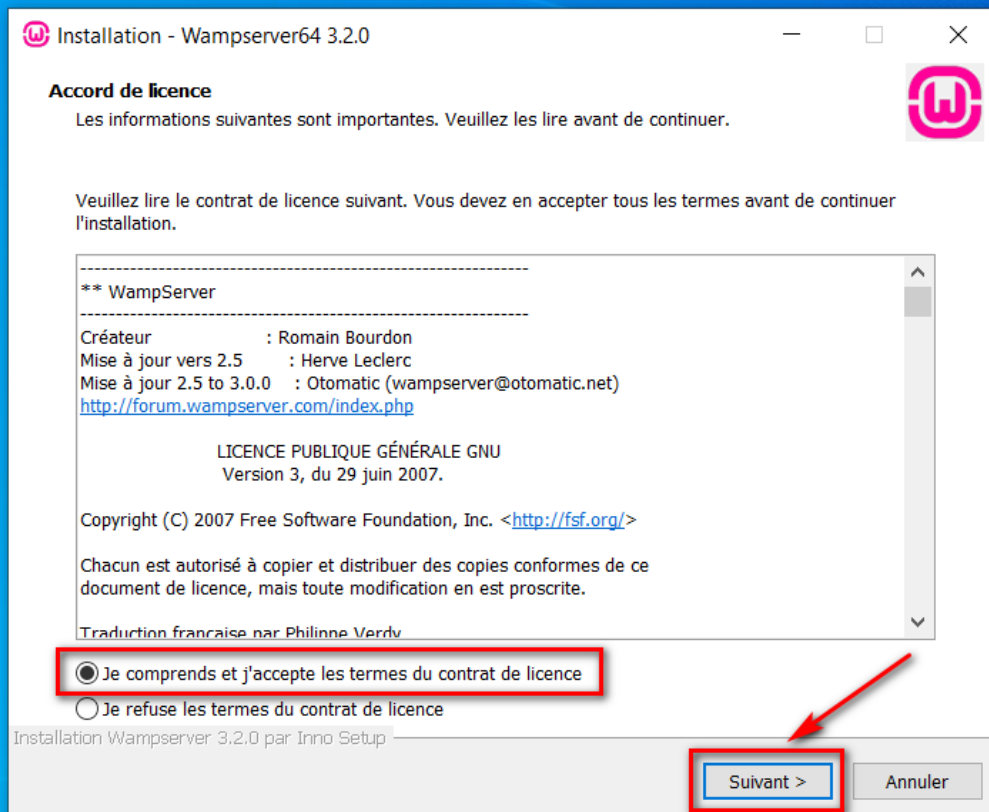 Installation - Wampserver64 3.2.0
Accord de licence
Les informations suivantes sont importantes. Veuillez les lire avant de continuer.
Veuillez lire le contrat de licence suivant. Vous devez en accepter tous les termes avant de continuer
l'installation.
------------------------------------------------------------
** WampServer
------------------------------------------------------------
Créateur : Romain Bourdon
Mise à jour vers 2.5 : Herve Leclerc
Mise à jour 2.5 to 3.0.0 : Otomatic (wampserver@otomatic.net)
http://forum.wampserver.com/index.php
LICENCE PUBLIQUE GÉNÉRALE GNU
Version 3, du 29 juin 2007.
Copyright (C) 2007 Free Software Foundation, Inc. <http://fsf.org/>
Chacun est autorisé à copier et distribuer des copies conformes de ce
document de licence, mais toute modification en est proscrite.
Traduction française par Philippe Verdy
Je comprends et j'accepte les termes du contrat de licence
Je refuse les termes du contrat de licence
Installation Wampserver 3.2.0 par Inno Setup
Suivant >
Annuler